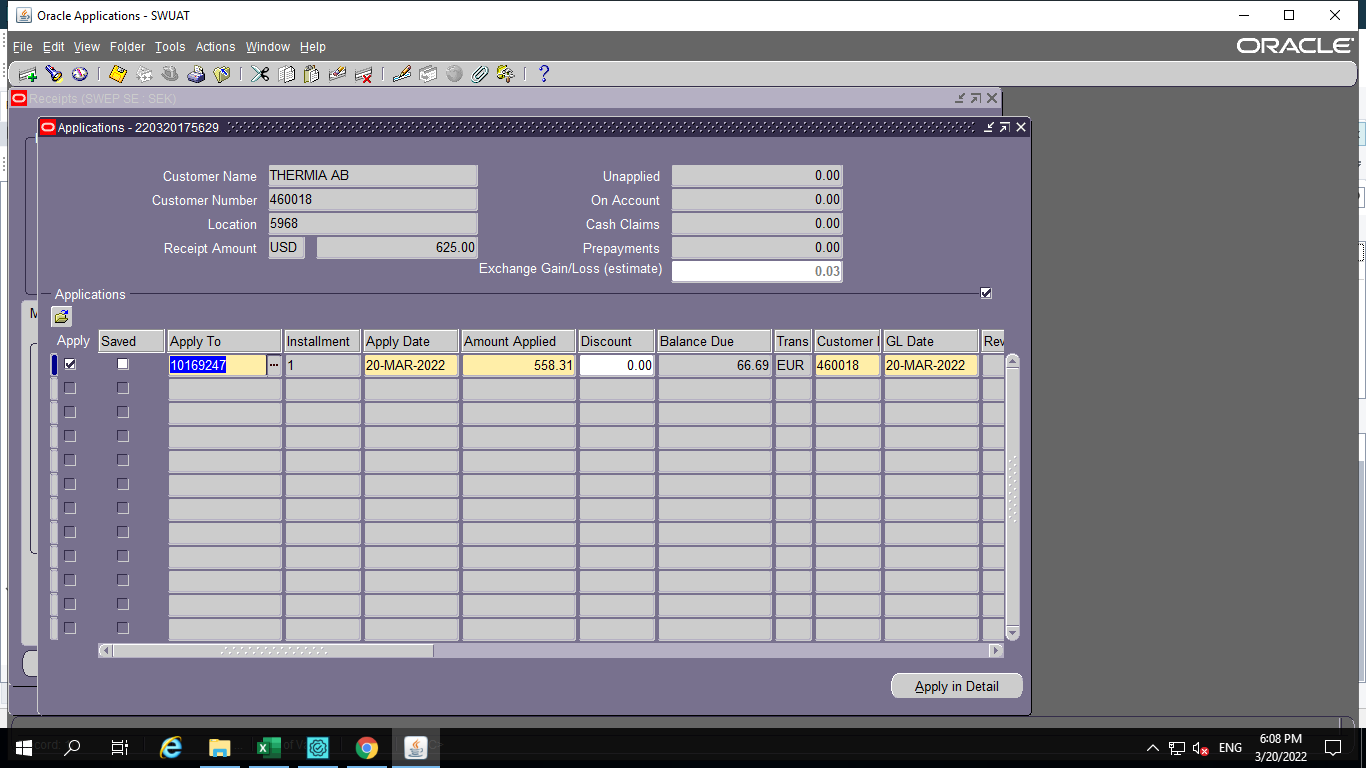 Oracle Applications - SWUAT
File Edit View Folder Tools Actions Window Help
ORACLE
Receipts (SWEP SE : SEK)
Applications - 220320175629
Customer Name THERMIA AB Unapplied 0.00
Customer Number 460018 On Account 0.00
Location 5968 Cash Claims 0.00
Receipt Amount USD 625.00 Prepayments 0.00
Exchange Gain/Loss (estimate) 0.03
Applications
M
Apply Saved Apply To Installment Apply Date Amount Applied Discount Balance Due Trans Customer GL Date Rev
10169247 ... 1 20-MAR-2022 558.31 0.00 66.69 EUR 460018 20-MAR-2022
Apply in Detail
ENG
6:08 PM
3/20/2022